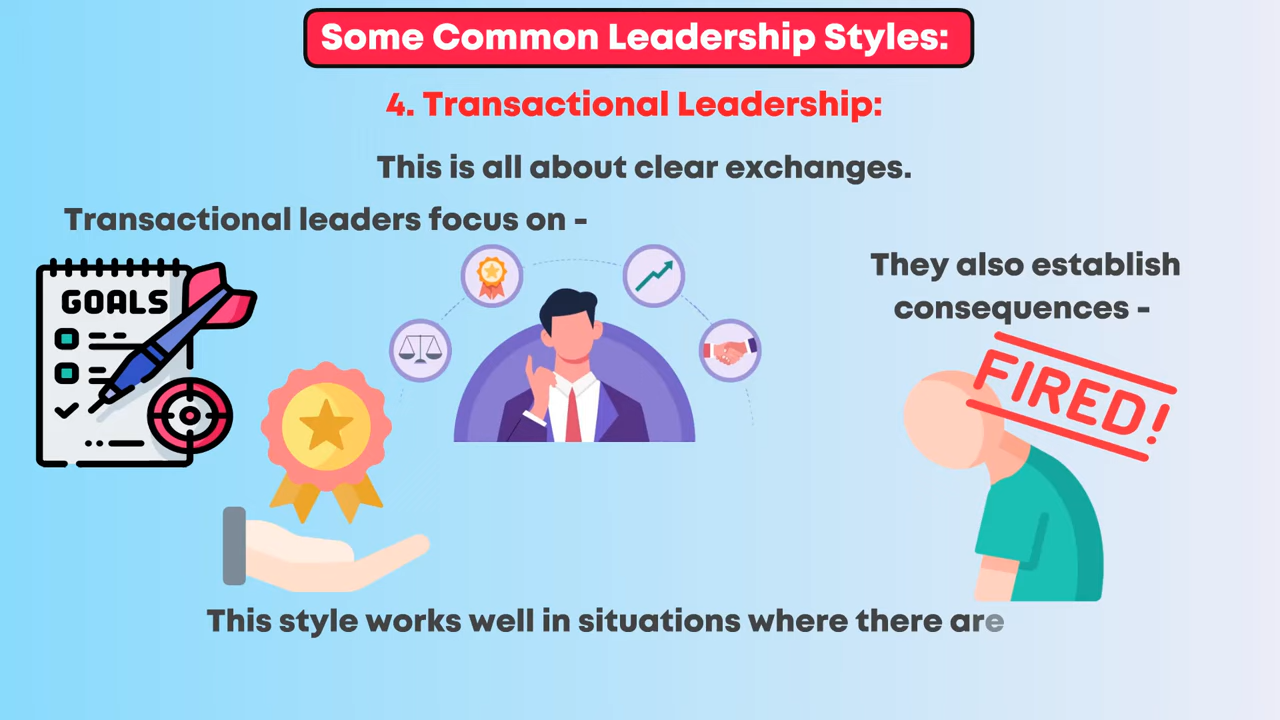 Some Common Leadership Styles:
4. Transactional Leadership:
This is all about clear exchanges.
Transactional leaders focus on -
GOALS
They also establish
consequences -
FIRED!
This style works well in situations where there are